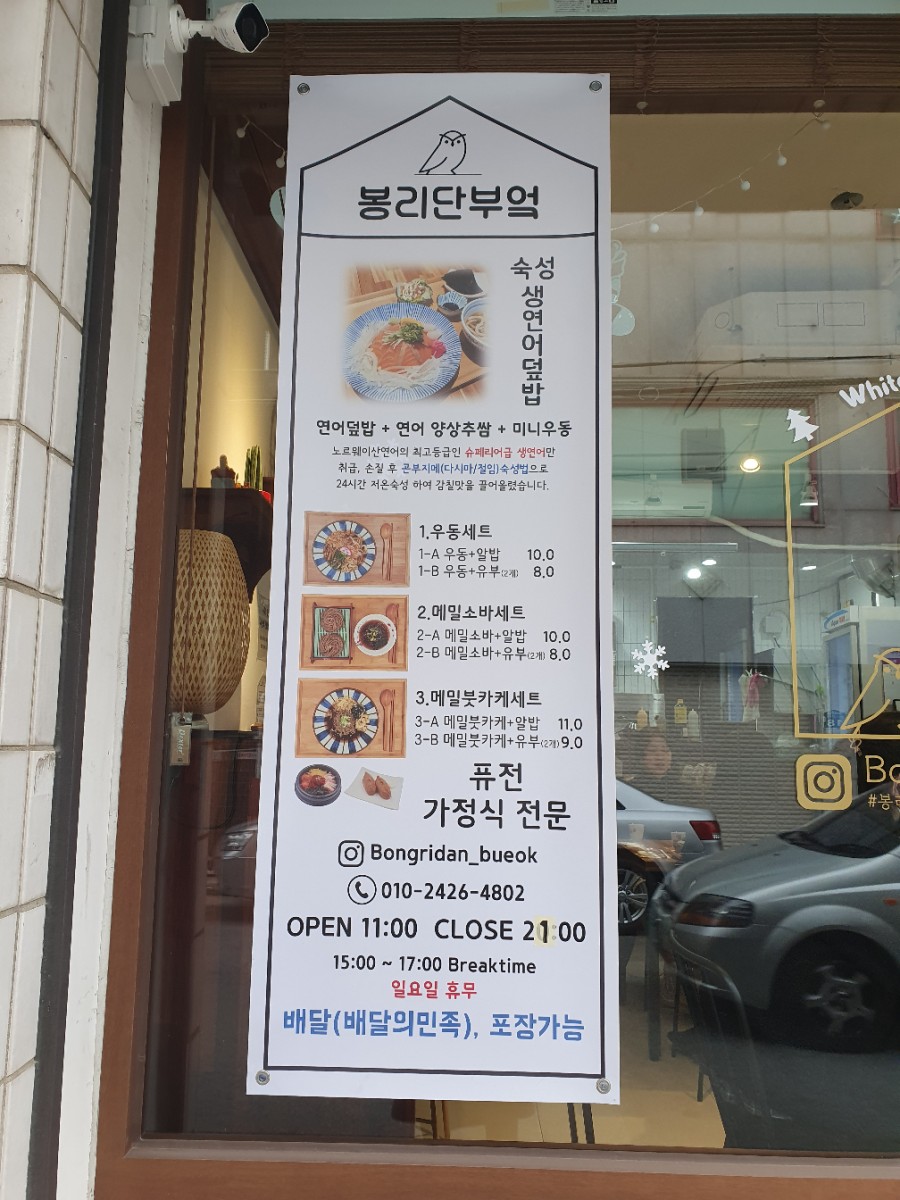 봉리단부엌
숙성
생연어덮밥
연어덮밥 + 연어 양상추쌈 + 미니우동
노르웨이산연어의 최고등급인 슈페리어급 생연어만
취급, 손질 후 콘부지메(다시마/절임)숙성법으로
24시간 저온숙성 하여 감칠맛을 끌어올렸습니다.
1.우동세트
1-A 우동+알밥 10.0
1-B 우동+유부(2개) 8.0
2.메밀소바세트
2-A 메밀소바+알밥 10.0
2-B 메밀소바+유부(2개) 8.0
3.메밀붓카케세트
3-A 메밀붓카케+알밥 11.0
3-B 메밀붓카케+유부(2개) 9.0
퓨전
가정식 전문
Bongridan_bueok
010-2426-4802
OPEN 11:00 CLOSE 21:00
15:00 ~ 17:00 Breaktime
일요일 휴무
배달(배달의민족), 포장가능
White
Bo
#봉